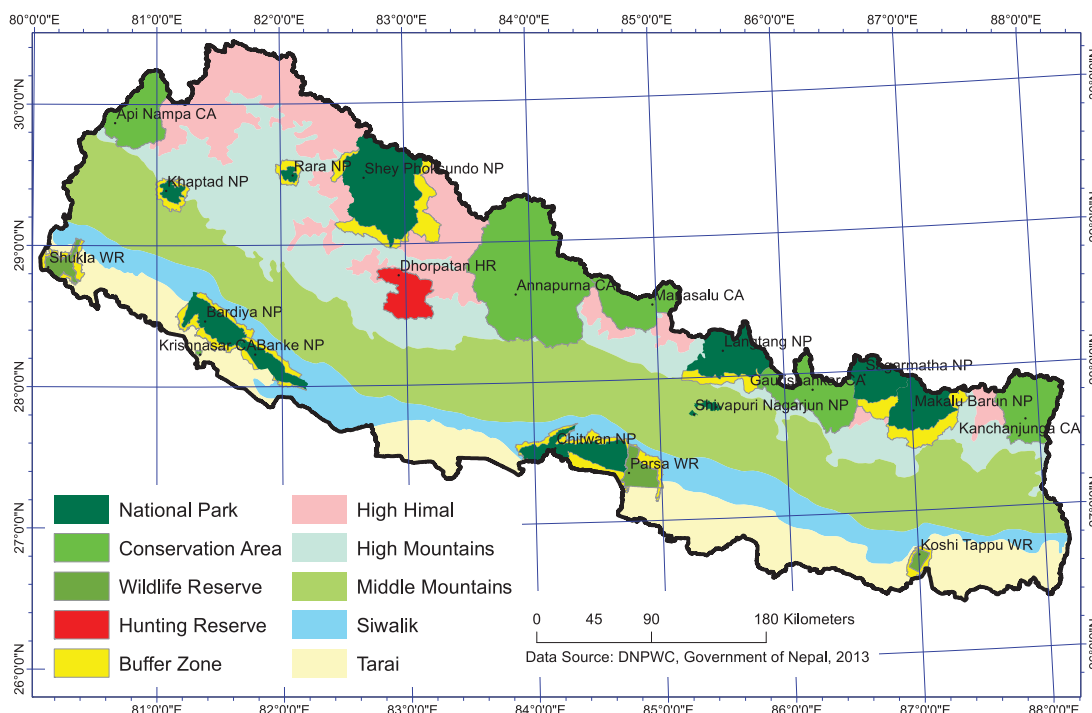 80°0'0"E 81°0'0"E 82°0'0"E 83°0'0"E 84°0'0"E 85°0'0"E 86°0'0"E 87°0'0"E 88°0'0"E
30°0'0"N
Api Nampa CA
Rara NP
Shey Phoksundo NP
Khaptad NP
29°0'0"N
Shukla WR
Dhorpatan HR
Annapurna CA
Manasalu CA
Bardiya NP
Krishnasar CA
Banke NP
Langtang NP
Sagarmatha NP
28°0'0"N
Gaurishankar CA
Makalu Barun NP
Shivapuri Nagarjun NP
Kanchanjunga CA
Chitwan NP
Parsa WR
27°0'0"N
Koshi Tappu WR
26°0'0"N
National Park
Conservation Area
Wildlife Reserve
Hunting Reserve
Buffer Zone
High Himal
High Mountains
Middle Mountains
Siwalik
Tarai
0 45 90 180 Kilometers
Data Source: DNPWC, Government of Nepal, 2013
81°0'0"E 82°0'0"E 83°0'0"E 84°0'0"E 85°0'0"E 86°0'0"E 87°0'0"E 88°0'0"E